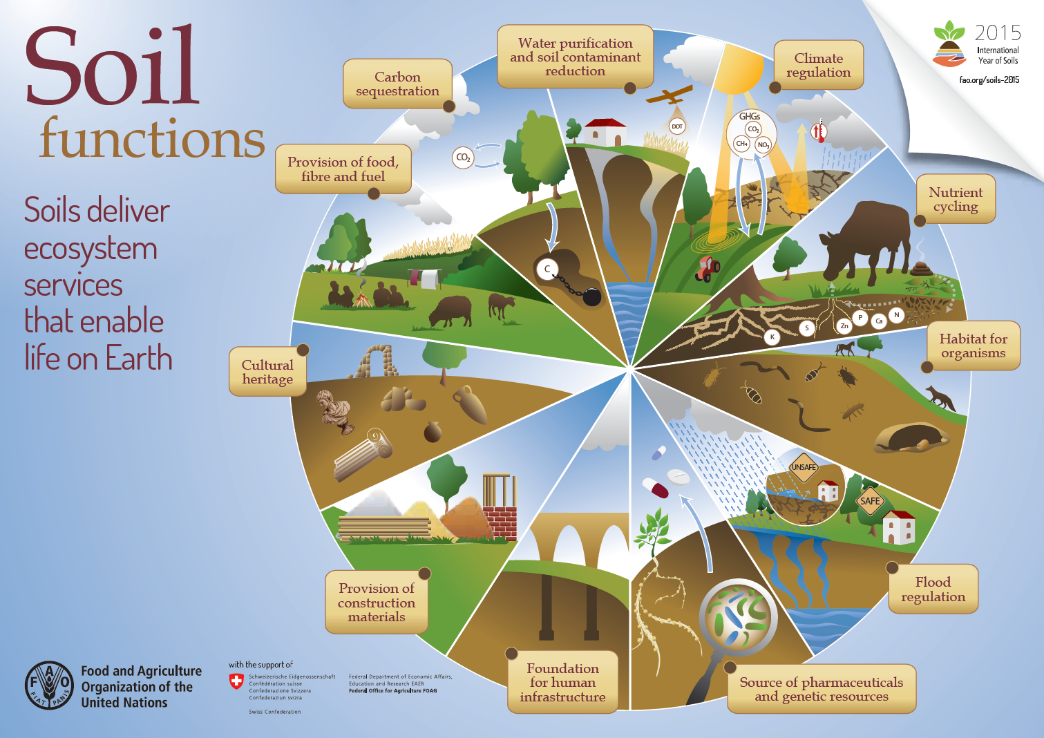 Soil
functions
Soils deliver
ecosystem
services
that enable
life on Earth
2015
International
Year of Soils
fao.org/soils-2015
Carbon
sequestration
Water purification
and soil contaminant
reduction
Climate
regulation
Provision of food,
fibre and fuel
Nutrient
cycling
Cultural
heritage
Habitat for
organisms
Provision of
construction
materials
Flood
regulation
Foundation
for human
infrastructure
Source of pharmaceuticals
and genetic resources
CO₂
C
DDT
GHGs
CO₂
CH₄
NO₂
K
S
Zn
P
Ca
N
UNSAFE
SAFE
FAO
FIAT PANIS
Food and Agriculture
Organization of the
United Nations
with the support of
Schweizerische Eidgenossenschaft
Confédération suisse
Confederazione Svizzera
Confederaziun svizra
Swiss Confederation
Federal Department of Economic Affairs,
Education and Research EAER
Federal Office for Agriculture FOAG